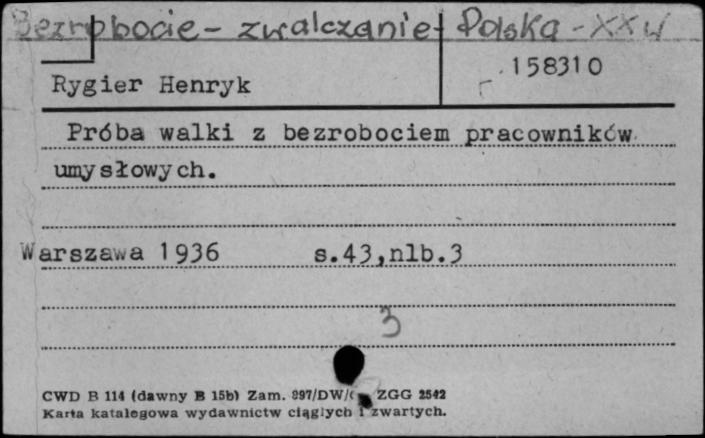 Bezrobocie - zwalczanie - Polska - XX w
158310
Rygier Henryk
Próba walki z bezrobociem pracowników
umysłowych.
Warszawa 1936 s.43,nlb.3
3
CWD B 114 (dawny B 15b) Zam. 897/DW/ ZGG 2542
Karta katalogowa wydawnictw ciągłych i zwartych.